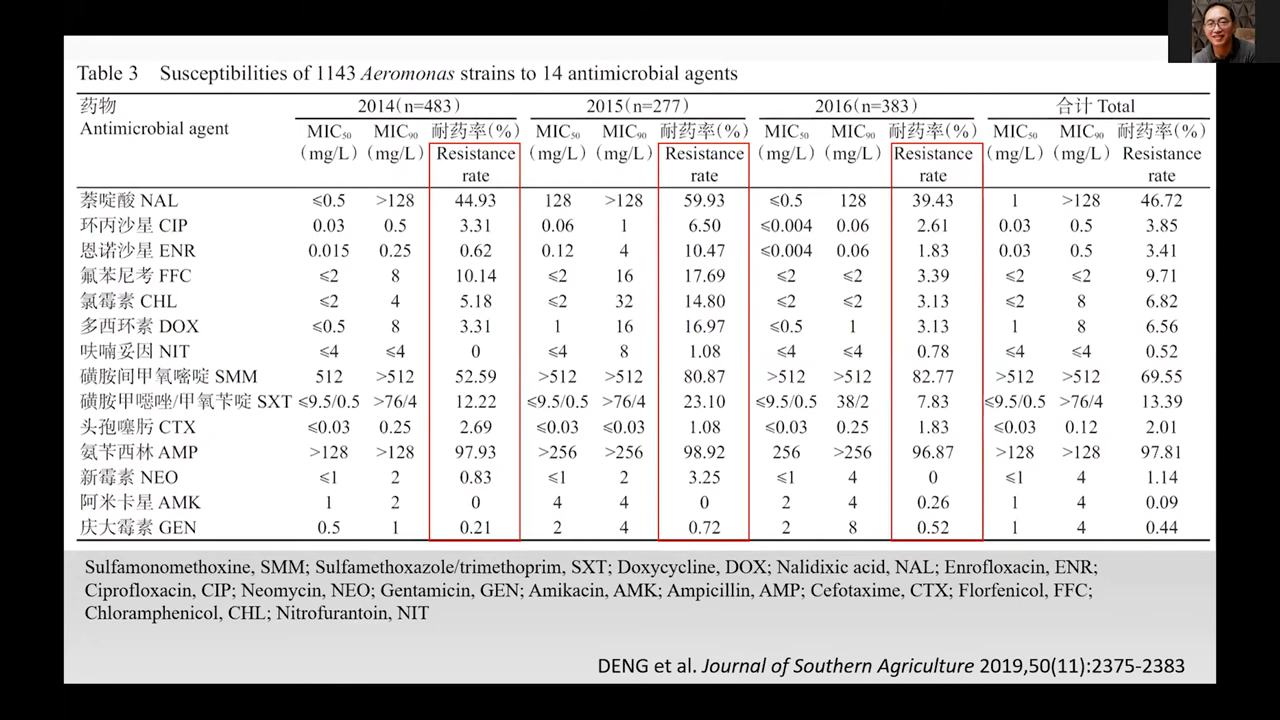 Table 3 Susceptibilities of 1143 Aeromonas strains to 14 antimicrobial agents
药物 2014(n=483) 2015(n=277) 2016(n=383) 合计 Total
Antimicrobial agent MIC50 MIC90 耐药率(%) MIC50 MIC90 耐药率(%) MIC50 MIC90 耐药率(%) MIC50 MIC90 耐药率(%)
(mg/L) (mg/L) Resistance (mg/L) (mg/L) Resistance (mg/L) (mg/L) Resistance (mg/L) (mg/L) Resistance
rate rate rate rate
萘啶酸 NAL ≤0.5 >128 44.93 128 >128 59.93 ≤0.5 128 39.43 1 >128 46.72
环丙沙星 CIP 0.03 0.5 3.31 0.06 1 6.50 ≤0.004 0.06 2.61 0.03 0.5 3.85
恩诺沙星 ENR 0.015 0.25 0.62 0.12 4 10.47 ≤0.004 0.06 1.83 0.03 0.5 3.41
氟苯尼考 FFC ≤2 8 10.14 ≤2 16 17.69 ≤2 ≤2 3.39 ≤2 ≤2 9.71
氯霉素 CHL ≤2 4 5.18 ≤2 32 14.80 ≤2 ≤2 3.13 ≤2 8 6.82
多西环素 DOX ≤0.5 8 3.31 1 16 16.97 ≤0.5 1 3.13 1 8 6.56
呋喃妥因 NIT ≤4 ≤4 0 ≤4 8 1.08 ≤4 ≤4 0.78 ≤4 ≤4 0.52
磺胺间甲氧嘧啶 SMM 512 >512 52.59 >512 >512 80.87 >512 >512 82.77 >512 >512 69.55
磺胺甲噁唑/甲氧苄啶 SXT ≤9.5/0.5 >76/4 12.22 ≤9.5/0.5 >76/4 23.10 ≤9.5/0.5 38/2 7.83 ≤9.5/0.5 >76/4 13.39
头孢噻肟 CTX ≤0.03 0.25 2.69 ≤0.03 ≤0.03 1.08 ≤0.03 0.25 1.83 ≤0.03 0.12 2.01
氨苄西林 AMP >128 >128 97.93 >256 >256 98.92 256 >256 96.87 >128 >128 97.81
新霉素 NEO ≤1 2 0.83 ≤1 2 3.25 ≤1 4 0 ≤1 4 1.14
阿米卡星 AMK 1 2 0 4 4 0 2 4 0.26 1 4 0.09
庆大霉素 GEN 0.5 1 0.21 2 4 0.72 2 8 0.52 1 4 0.44
Sulfamonomethoxine, SMM; Sulfamethoxazole/trimethoprim, SXT; Doxycycline, DOX; Nalidixic acid, NAL; Enrofloxacin, ENR;
Ciprofloxacin, CIP; Neomycin, NEO; Gentamicin, GEN; Amikacin, AMK; Ampicillin, AMP; Cefotaxime, CTX; Florfenicol, FFC;
Chloramphenicol, CHL; Nitrofurantoin, NIT
DENG et al. Journal of Southern Agriculture 2019,50(11):2375-2383